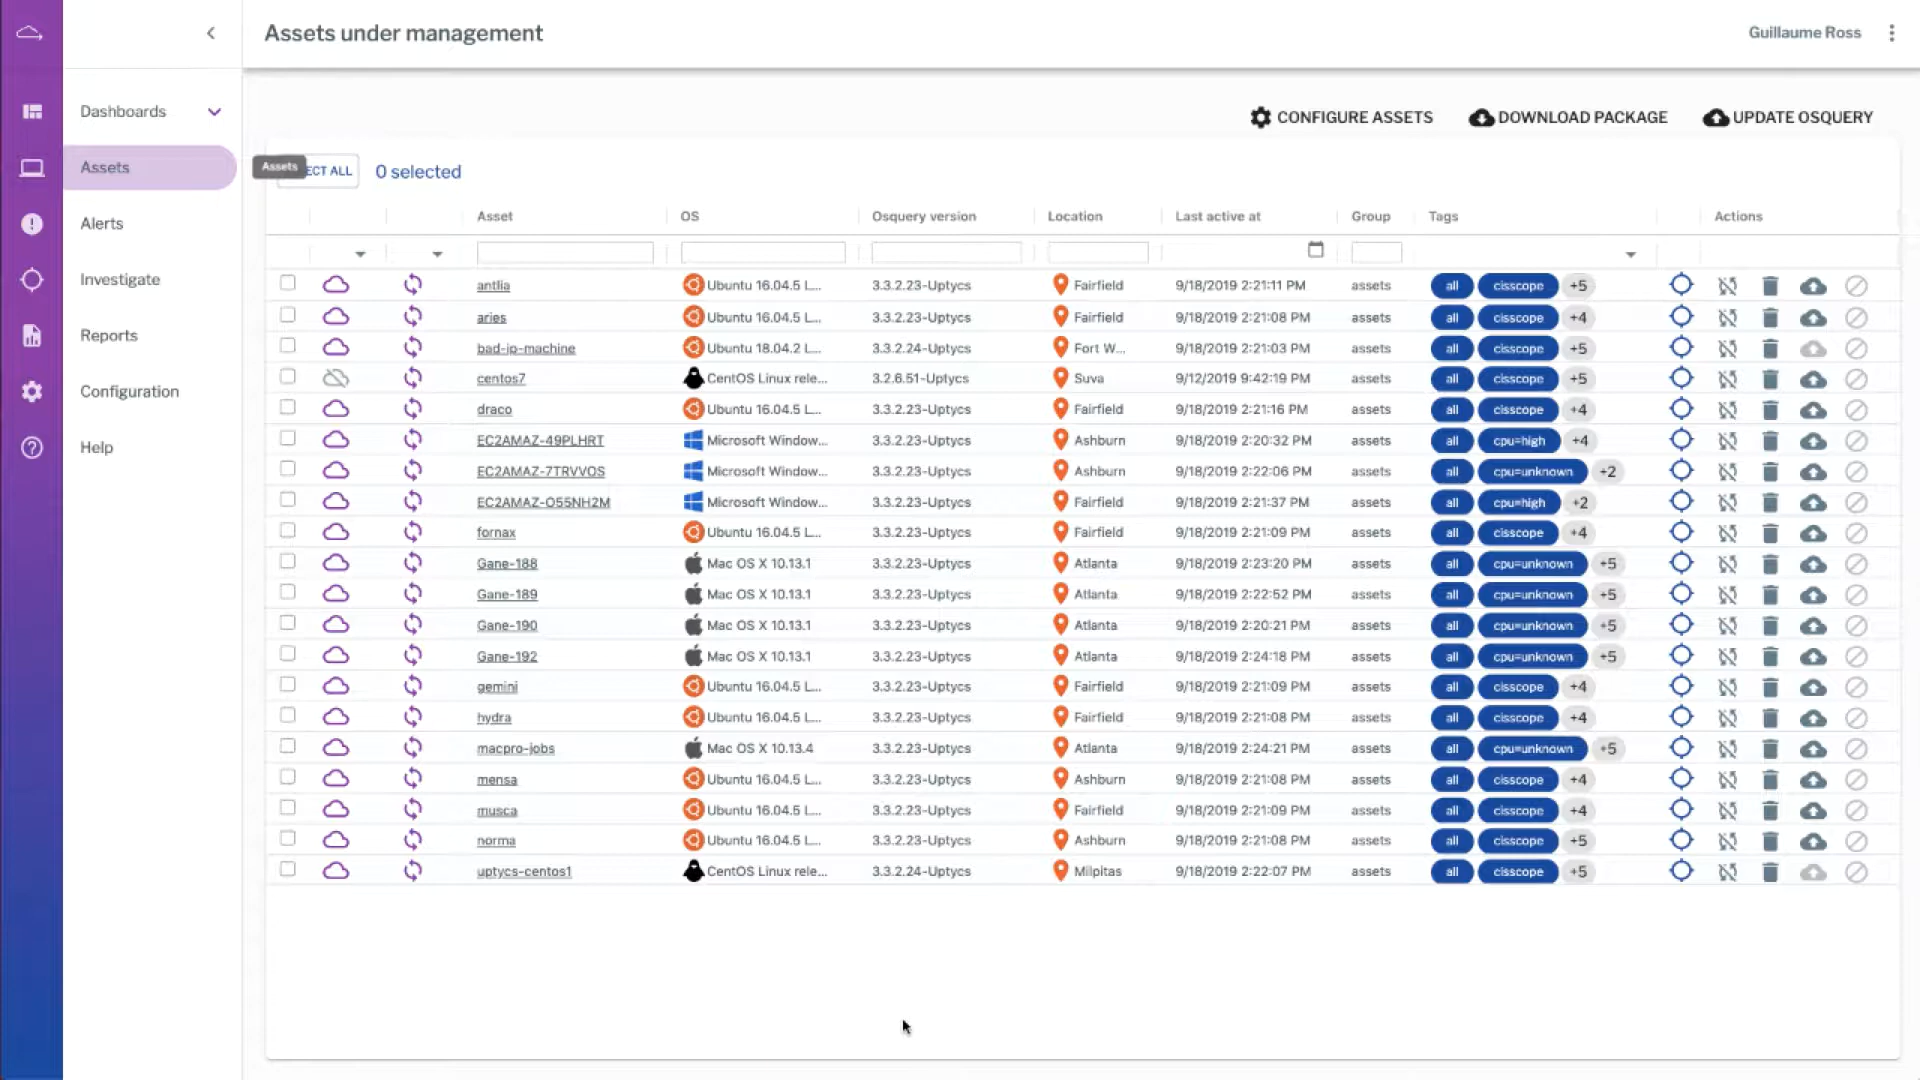 Assets under management
Guillaume Ross
Dashboards
Assets
Alerts
Investigate
Reports
Configuration
Help
CONFIGURE ASSETS DOWNLOAD PACKAGE UPDATE OSQUERY
Assets
ECT ALL 0 selected
Asset OS Osquery version Location Last active at Group Tags Actions
antlia Ubuntu 16.04.5 L... 3.3.2.23-Uptycs Fairfield 9/18/2019 2:21:11 PM assets all cisscope +5
aries Ubuntu 16.04.5 L... 3.3.2.23-Uptycs Fairfield 9/18/2019 2:21:08 PM assets all cisscope +4
bad-ip-machine Ubuntu 18.04.2 L... 3.3.2.24-Uptycs Fort W... 9/18/2019 2:21:03 PM assets all cisscope +5
centos7 CentOS Linux rele... 3.2.6.51-Uptycs Suva 9/12/2019 9:42:19 PM assets all cisscope +5
draco Ubuntu 16.04.5 L... 3.3.2.23-Uptycs Fairfield 9/18/2019 2:21:16 PM assets all cisscope +4
EC2AMAZ-49PLHRT Microsoft Window... 3.3.2.23-Uptycs Ashburn 9/18/2019 2:20:32 PM assets all cpu=high +4
EC2AMAZ-7TRVVOS Microsoft Window... 3.3.2.23-Uptycs Ashburn 9/18/2019 2:22:06 PM assets all cpu=unknown +2
EC2AMAZ-O55NH2M Microsoft Window... 3.3.2.23-Uptycs Fairfield 9/18/2019 2:21:37 PM assets all cpu=high +2
fornax Ubuntu 16.04.5 L... 3.3.2.23-Uptycs Fairfield 9/18/2019 2:21:09 PM assets all cisscope +4
Gane-188 Mac OS X 10.13.1 3.3.2.23-Uptycs Atlanta 9/18/2019 2:23:20 PM assets all cpu=unknown +5
Gane-189 Mac OS X 10.13.1 3.3.2.23-Uptycs Atlanta 9/18/2019 2:22:52 PM assets all cpu=unknown +5
Gane-190 Mac OS X 10.13.1 3.3.2.23-Uptycs Atlanta 9/18/2019 2:20:21 PM assets all cpu=unknown +5
Gane-192 Mac OS X 10.13.1 3.3.2.23-Uptycs Atlanta 9/18/2019 2:24:18 PM assets all cpu=unknown +5
gemini Ubuntu 16.04.5 L... 3.3.2.23-Uptycs Fairfield 9/18/2019 2:21:09 PM assets all cisscope +4
hydra Ubuntu 16.04.5 L... 3.3.2.23-Uptycs Fairfield 9/18/2019 2:21:08 PM assets all cisscope +4
macpro-jobs Mac OS X 10.13.4 3.3.2.23-Uptycs Atlanta 9/18/2019 2:24:21 PM assets all cpu=unknown +5
mensa Ubuntu 16.04.5 L... 3.3.2.23-Uptycs Ashburn 9/18/2019 2:21:08 PM assets all cisscope +4
musca Ubuntu 16.04.5 L... 3.3.2.23-Uptycs Fairfield 9/18/2019 2:21:09 PM assets all cisscope +4
norma Ubuntu 16.04.5 L... 3.3.2.23-Uptycs Ashburn 9/18/2019 2:21:08 PM assets all cisscope +5
uptycs-centos1 CentOS Linux rele... 3.3.2.24-Uptycs Milpitas 9/18/2019 2:22:07 PM assets all cisscope +5